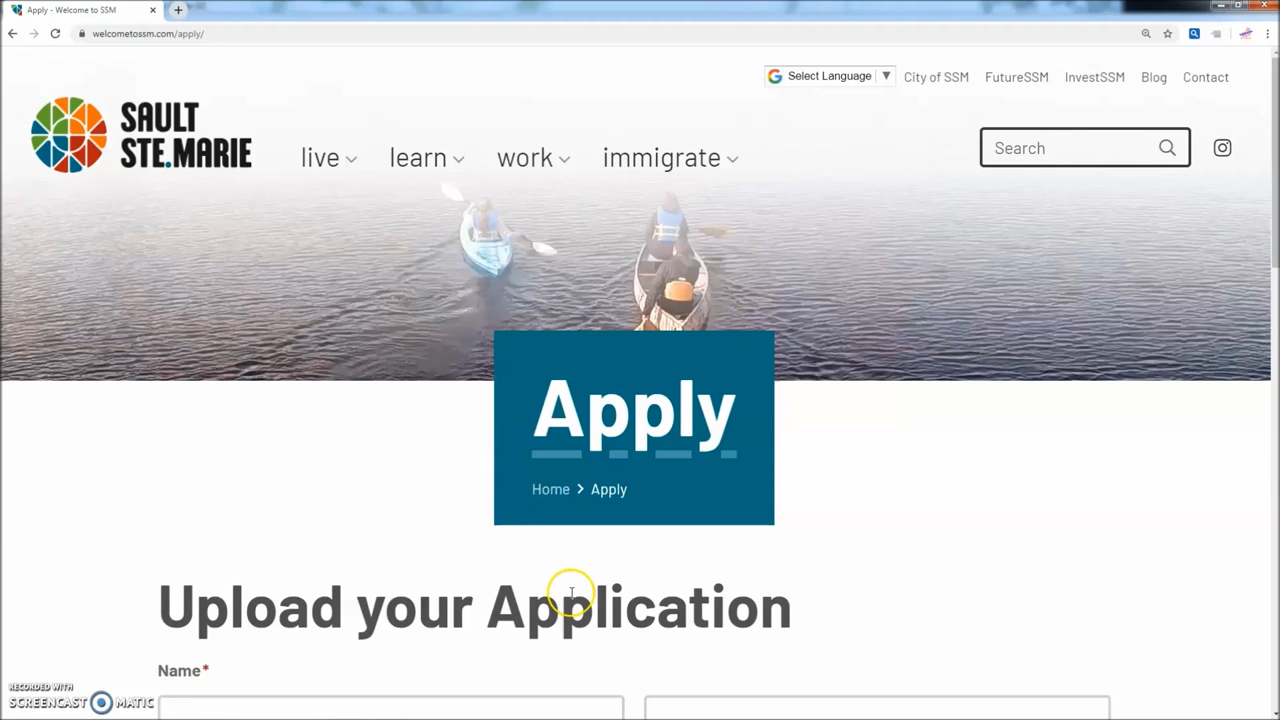 Apply - Welcome to SSM
welcometossm.com/apply/
Select Language
City of SSM
FutureSSM
InvestSSM
Blog
Contact
SAULT
STE.MARIE
live
learn
work
immigrate
Search
Apply
Home > Apply
Upload your Application
Name*
RECORDED WITH
SCREENCAST MATIC